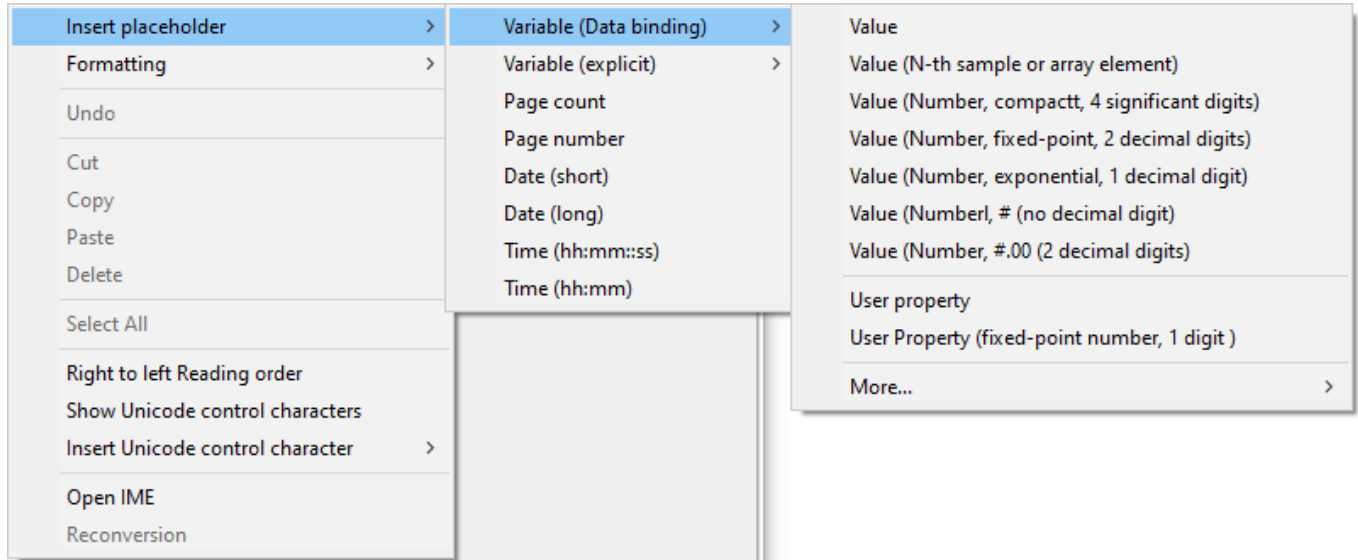 Insert placeholder
Formatting
Undo
Cut
Copy
Paste
Delete
Select All
Right to left Reading order
Show Unicode control characters
Insert Unicode control character
Open IME
Reconversion
Variable (Data binding)
Variable (explicit)
Page count
Page number
Date (short)
Date (long)
Time (hh:mm::ss)
Time (hh:mm)
Value
Value (N-th sample or array element)
Value (Number, compactt, 4 significant digits)
Value (Number, fixed-point, 2 decimal digits)
Value (Number, exponential, 1 decimal digit)
Value (Numberl, # (no decimal digit)
Value (Number, #.00 (2 decimal digits)
User property
User Property (fixed-point number, 1 digit )
More...